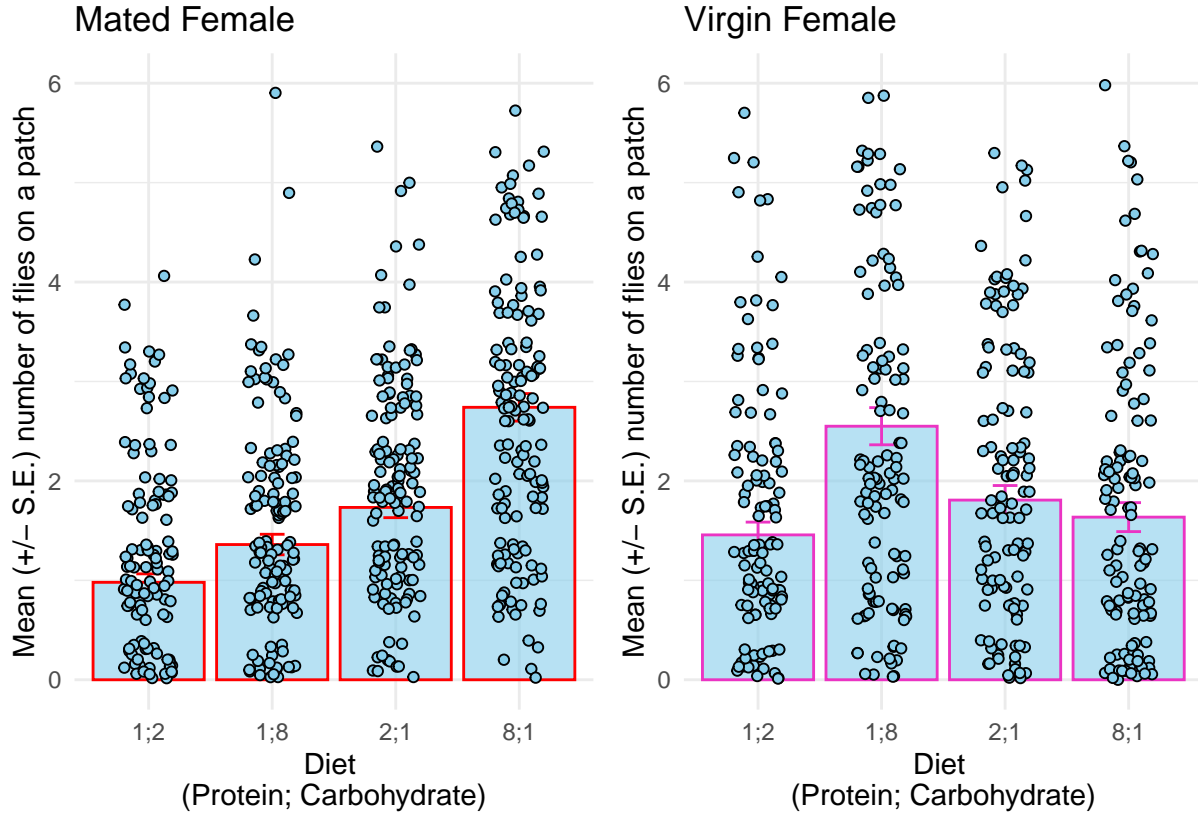 Mated Female
Mean (+/− S.E.) number of flies on a patch
6
4
2
0
1;2 1;8 2;1 8;1
Diet
(Protein; Carbohydrate)
Virgin Female
Mean (+/− S.E.) number of flies on a patch
6
4
2
0
1;2 1;8 2;1 8;1
Diet
(Protein; Carbohydrate)